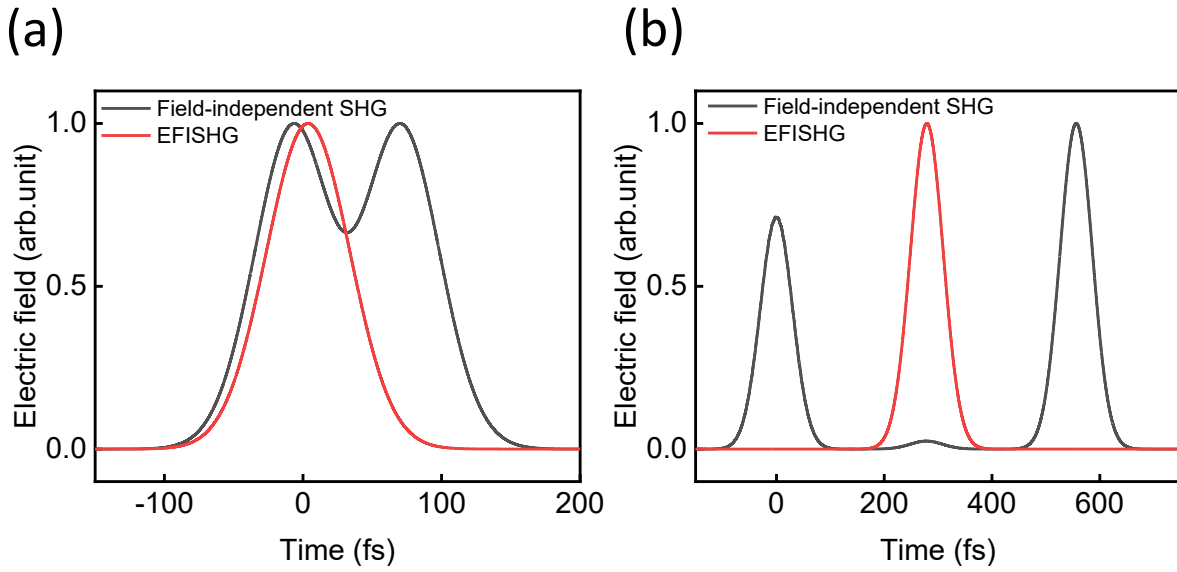 (a)
Field-independent SHG
EFISHG
1.0
0.5
0.0
Electric field (arb.unit)
-100
0
100
200
Time (fs)
(b)
Field-independent SHG
EFISHG
1.0
0.5
0.0
Electric field (arb.unit)
0
200
400
600
Time (fs)